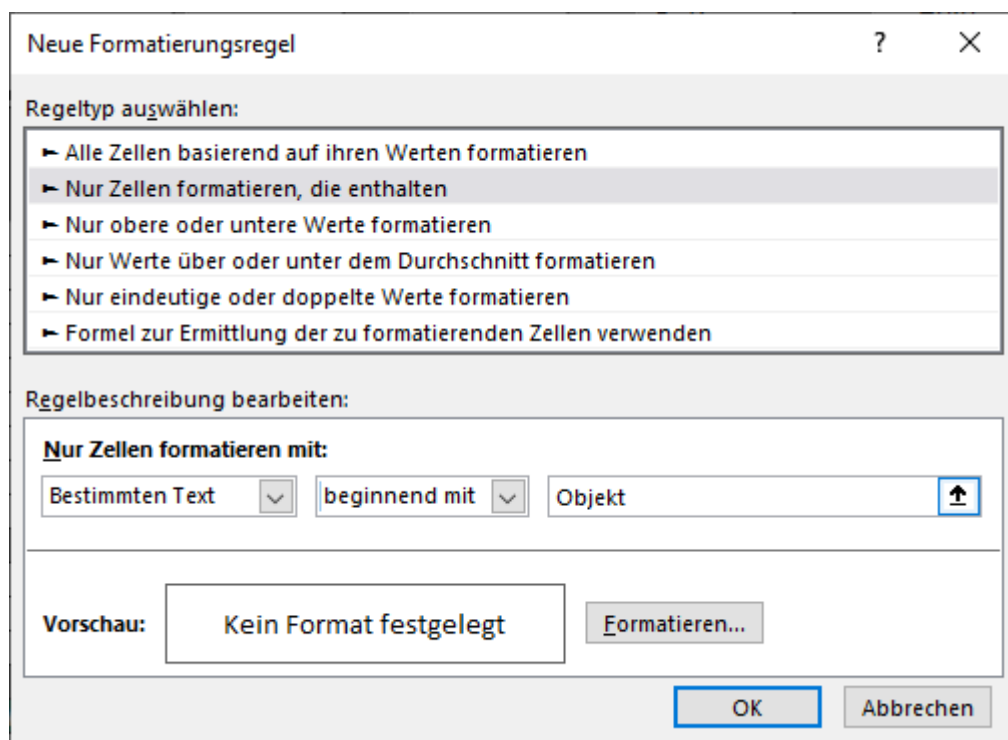 Neue Formatierungsregel ?
Regeltyp auswählen:
► Alle Zellen basierend auf ihren Werten formatieren
► Nur Zellen formatieren, die enthalten
► Nur obere oder untere Werte formatieren
► Nur Werte über oder unter dem Durchschnitt formatieren
► Nur eindeutige oder doppelte Werte formatieren
► Formel zur Ermittlung der zu formatierenden Zellen verwenden
Regelbeschreibung bearbeiten:
Nur Zellen formatieren mit:
Bestimmten Text beginnend mit Objekt
Vorschau: Kein Format festgelegt Formatieren...
OK Abbrechen